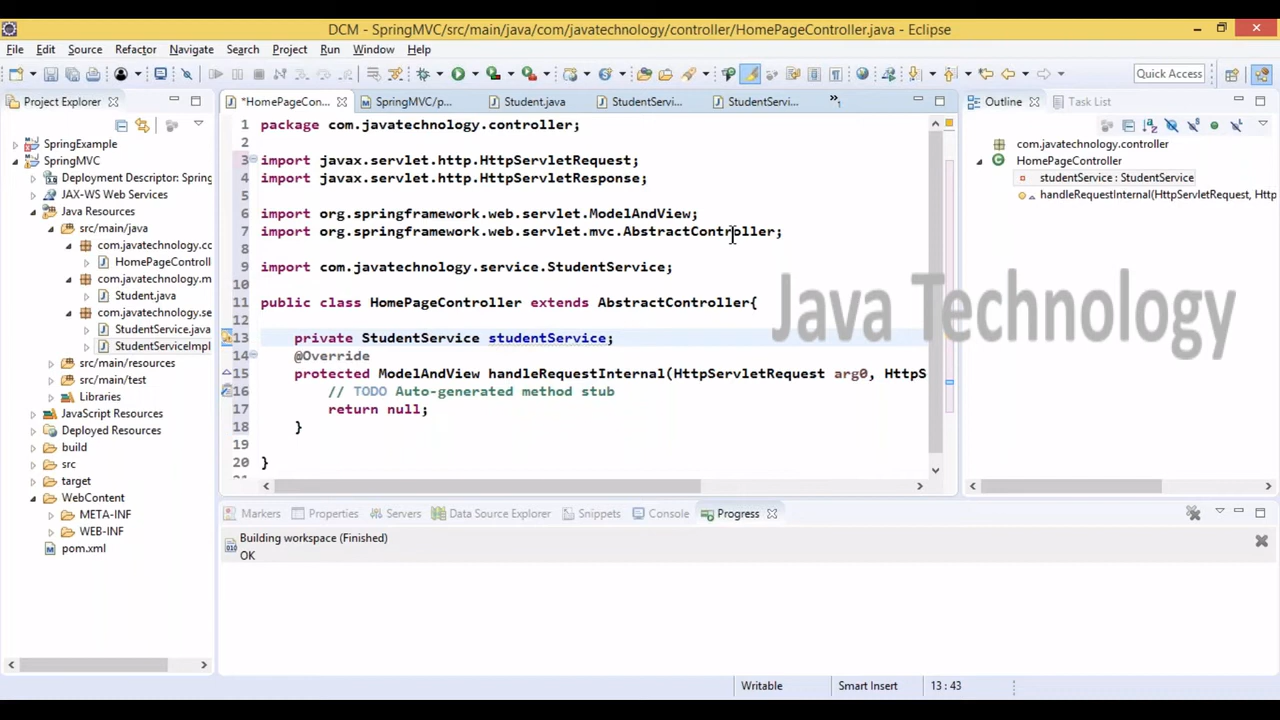 DCM - SpringMVC/src/main/java/com/javatechnology/controller/HomePageController.java - Eclipse
File Edit Source Refactor Navigate Search Project Run Window Help
Quick Access
Project Explorer
SpringExample
SpringMVC
Deployment Descriptor: Spring
JAX-WS Web Services
Java Resources
src/main/java
com.javatechnology.cc
HomePageControll
com.javatechnology.m
Student.java
com.javatechnology.se
StudentService.java
StudentServiceImpl
src/main/resources
src/main/test
Libraries
JavaScript Resources
Deployed Resources
build
src
target
WebContent
META-INF
WEB-INF
pom.xml
*HomePageCon... SpringMVC/p... Student.java StudentServi... StudentServi... »1
1 package com.javatechnology.controller;
2
3 import javax.servlet.http.HttpServletRequest;
4 import javax.servlet.http.HttpServletResponse;
5
6 import org.springframework.web.servlet.ModelAndView;
7 import org.springframework.web.servlet.mvc.AbstractController;
8
9 import com.javatechnology.service.StudentService;
10
11 public class HomePageController extends AbstractController{
12
13 private StudentService studentService;
14 @Override
15 protected ModelAndView handleRequestInternal(HttpServletRequest arg0, HttpS
16 // TODO Auto-generated method stub
17 return null;
18 }
19
20 }
Java Technology
Outline Task List
com.javatechnology.controller
HomePageController
studentService : StudentService
handleRequestInternal(HttpServletRequest, Http
Markers Properties Servers Data Source Explorer Snippets Console Progress
Building workspace (Finished)
OK
Writable Smart Insert 13 : 43